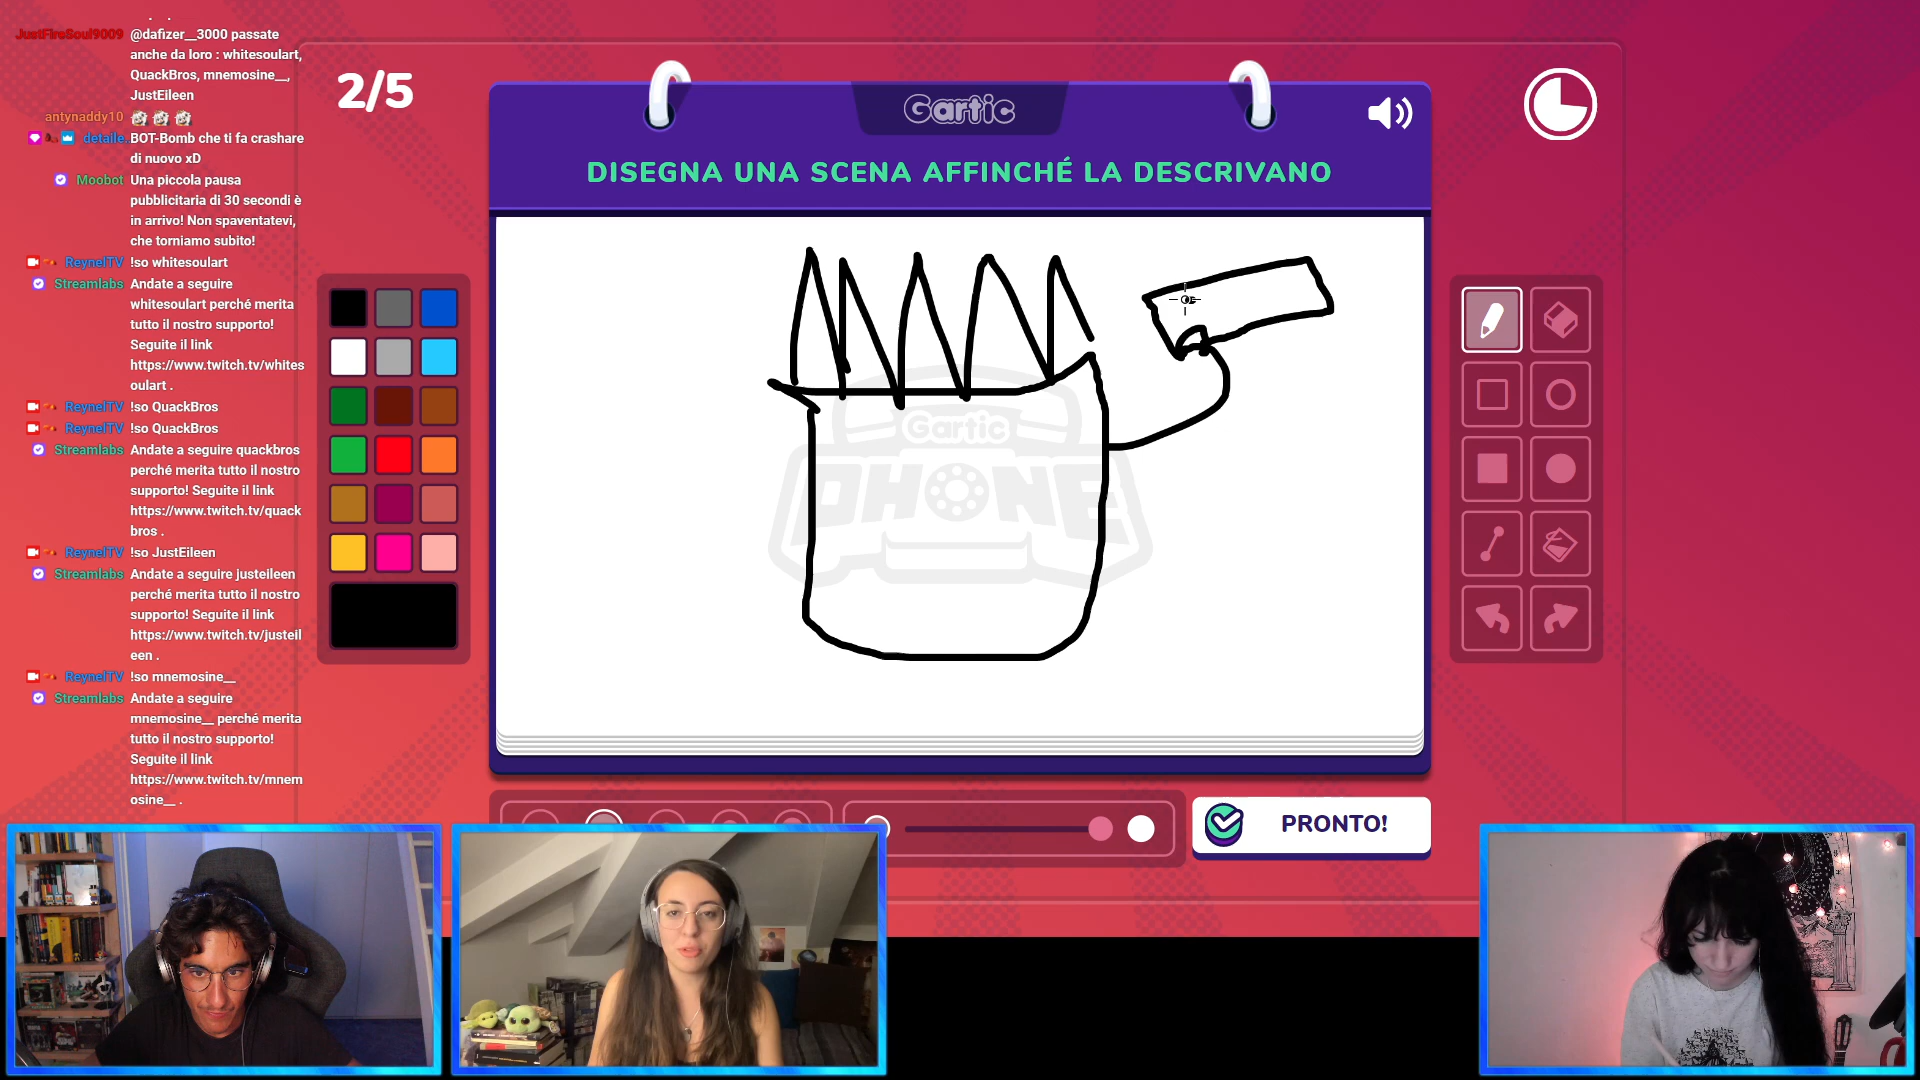 JustFireSoul9009 @dafizer__3000 passate
anche da loro : whitesoulart,
QuackBros, mnemosine__,
JustEileen
antynaddy10
detaile. BOT-Bomb che ti fa crashare
di nuovo xD
Moobot Una piccola pausa
pubblicitaria di 30 secondi è
in arrivo! Non spaventatevi,
che torniamo subito!
ReynelTV !so whitesoulart
Streamlabs Andate a seguire
whitesoulart perché merita
tutto il nostro supporto!
Seguite il link
https://www.twitch.tv/whites
oulart .
ReynelTV !so QuackBros
ReynelTV !so QuackBros
Streamlabs Andate a seguire quackbros
perché merita tutto il nostro
supporto! Seguite il link
https://www.twitch.tv/quack
bros .
ReynelTV !so JustEileen
Streamlabs Andate a seguire justeileen
perché merita tutto il nostro
supporto! Seguite il link
https://www.twitch.tv/justeil
een .
ReynelTV !so mnemosine__
Streamlabs Andate a seguire
mnemosine__ perché merita
tutto il nostro supporto!
Seguite il link
https://www.twitch.tv/mnem
osine__ .
2/5
Gartic
DISEGNA UNA SCENA AFFINCHÉ LA DESCRIVANO
Gartic
PHONE
PRONTO!